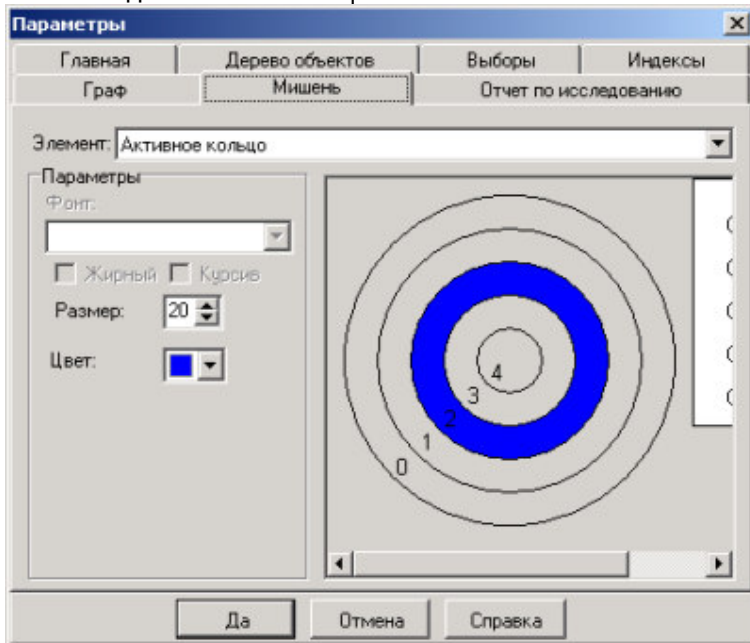 Параметры
Главная Дерево объектов Выборы Индексы
Граф Мишень Отчет по исследованию
Элемент: Активное кольцо
Параметры
Фонт:
Жирный Курсив
Размер: 20
Цвет:
4
3
2
1
0
Да Отмена Справка